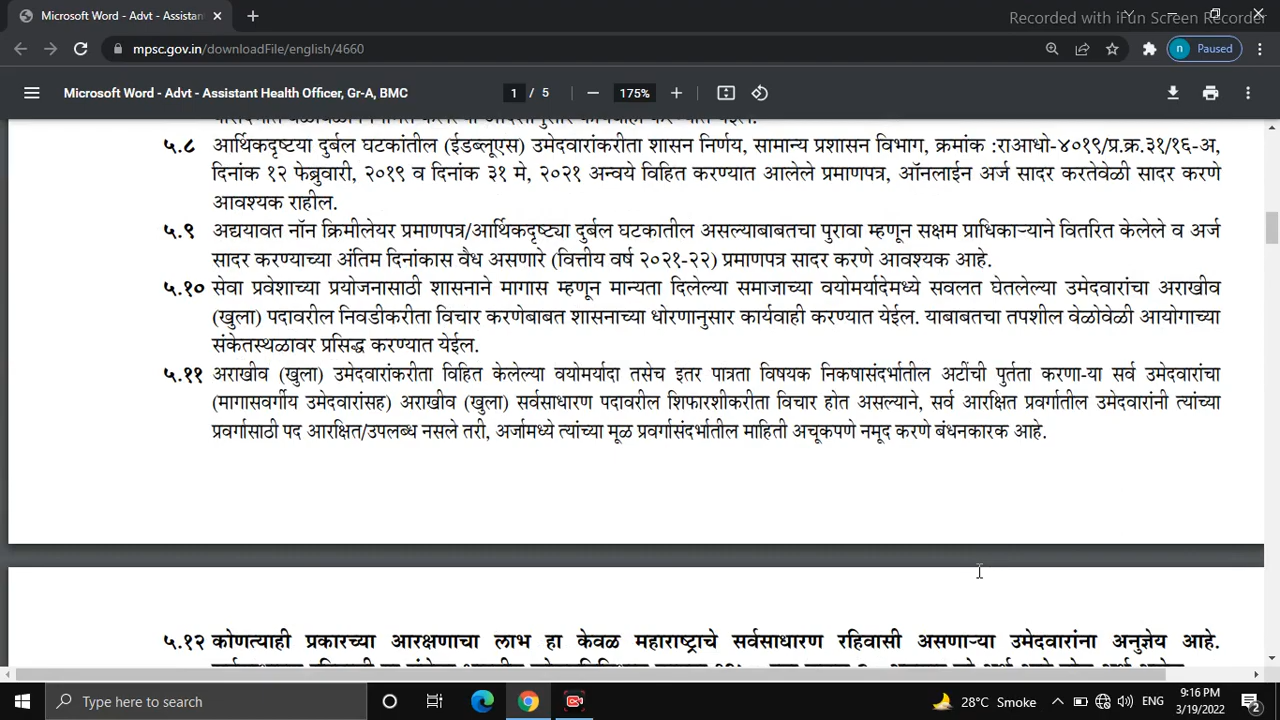 Microsoft Word - Advt - Assistan
Recorded with iFun Screen Recorder
mpsc.gov.in/downloadFile/english/4660
n Paused
Microsoft Word - Advt - Assistant Health Officer, Gr-A, BMC
1 / 5
175%
५.८ आर्थिकदृष्टया दुर्बल घटकांतील (ईडब्लूएस) उमेदवारांकरीता शासन निर्णय, सामान्य प्रशासन विभाग, क्रमांक :राआधो-४०१९/प्र.क्र.३१/१६-अ,
दिनांक १२ फेब्रुवारी, २०१९ व दिनांक ३१ मे, २०२१ अन्वये विहित करण्यात आलेले प्रमाणपत्र, ऑनलाईन अर्ज सादर करतेवेळी सादर करणे
आवश्यक राहील.
५.९ अद्ययावत नॉन क्रिमीलेयर प्रमाणपत्र/आर्थिकदृष्ट्या दुर्बल घटकातील असल्याबाबतचा पुरावा म्हणून सक्षम प्राधिकाऱ्याने वितरित केलेले व अर्ज
सादर करण्याच्या अंतिम दिनांकास वैध असणारे (वित्तीय वर्ष २०२१-२२) प्रमाणपत्र सादर करणे आवश्यक आहे.
५.१० सेवा प्रवेशाच्या प्रयोजनासाठी शासनाने मागास म्हणून मान्यता दिलेल्या समाजाच्या वयोमर्यादेमध्ये सवलत घेतलेल्या उमेदवारांचा अराखीव
(खुला) पदावरील निवडीकरीता विचार करणेबाबत शासनाच्या धोरणानुसार कार्यवाही करण्यात येईल. याबाबतचा तपशील वेळोवेळी आयोगाच्या
संकेतस्थळावर प्रसिद्ध करण्यात येईल.
५.११ अराखीव (खुला) उमेदवारांकरीता विहित केलेल्या वयोमर्यादा तसेच इतर पात्रता विषयक निकषासंदर्भातील अटींची पुर्तता करणा-या सर्व उमेदवारांचा
(मागासवर्गीय उमेदवारांसह) अराखीव (खुला) सर्वसाधारण पदावरील शिफारशीकरीता विचार होत असल्याने, सर्व आरक्षित प्रवर्गातील उमेदवारांनी त्यांच्या
प्रवर्गासाठी पद आरक्षित/उपलब्ध नसले तरी, अर्जामध्ये त्यांच्या मूळ प्रवर्गासंदर्भातील माहिती अचूकपणे नमूद करणे बंधनकारक आहे.
५.१२ कोणत्याही प्रकारच्या आरक्षणाचा लाभ हा केवळ महाराष्ट्राचे सर्वसाधारण रहिवासी असणाऱ्या उमेदवारांना अनुज्ञेय आहे.
Type here to search
28°C Smoke
ENG
9:16 PM
3/19/2022
2